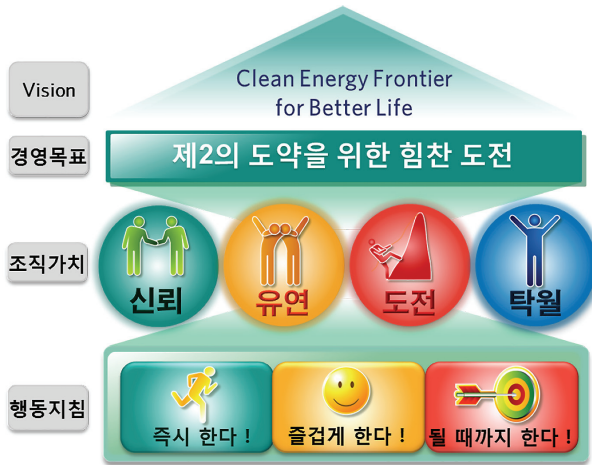 Vision
Clean Energy Frontier
for Better Life
경영목표
제2의 도약을 위한 힘찬 도전
조직가치
신뢰
유연
도전
탁월
행동지침
즉시 한다 !
즐겁게 한다 !
될 때까지 한다 !